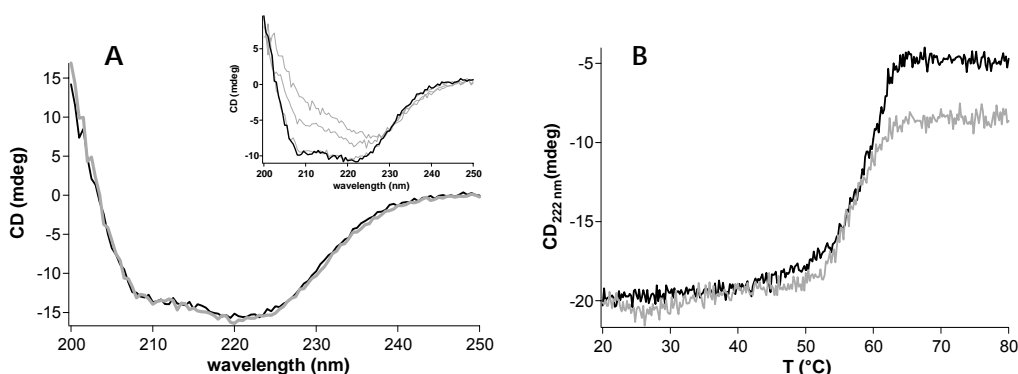 A
CD (mdeg)
15
10
5
0
-5
-10
-15
200 210 220 230 240 250
wavelength (nm)
CD (mdeg)
5
0
-5
-10
200 210 220 230 240 250
wavelength (nm)
B
CD222 nm(mdeg)
-5
-10
-15
-20
20 30 40 50 60 70 80
T (°C)